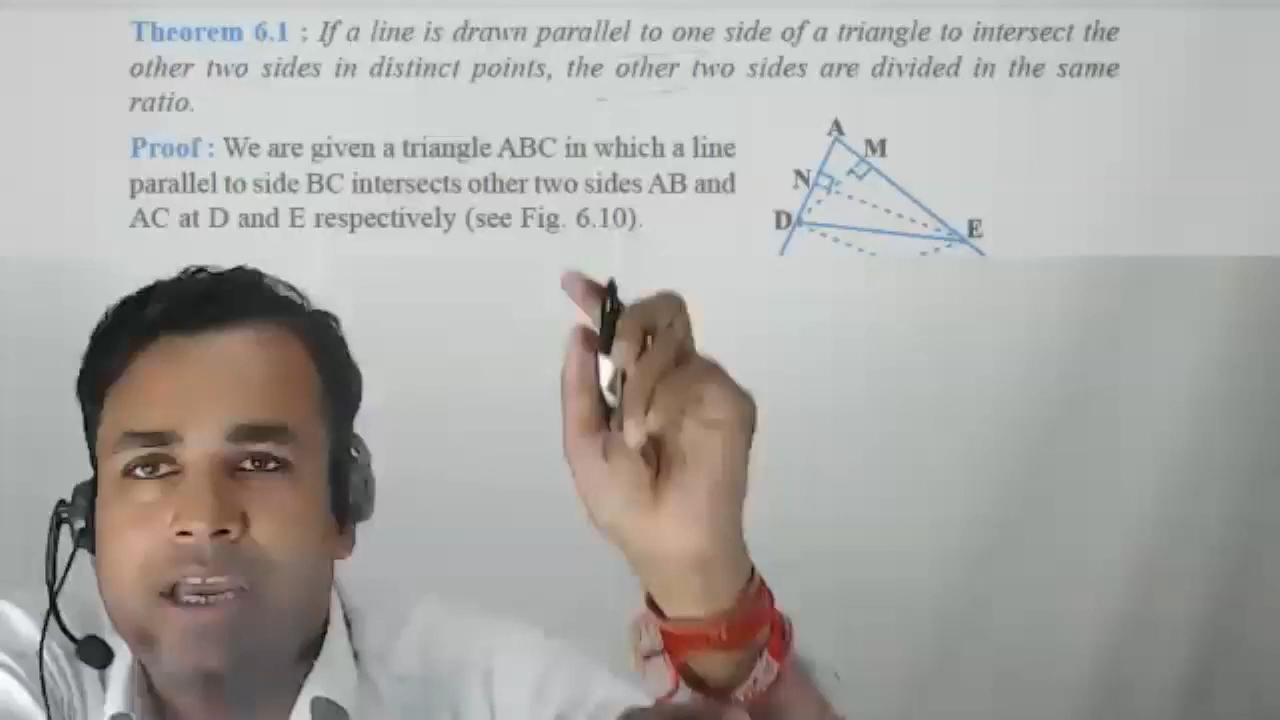 Theorem 6.1 : If a line is drawn parallel to one side of a triangle to intersect the
other two sides in distinct points, the other two sides are divided in the same
ratio.
Proof : We are given a triangle ABC in which a line
parallel to side BC intersects other two sides AB and
AC at D and E respectively (see Fig. 6.10).
A
M
N
D
E